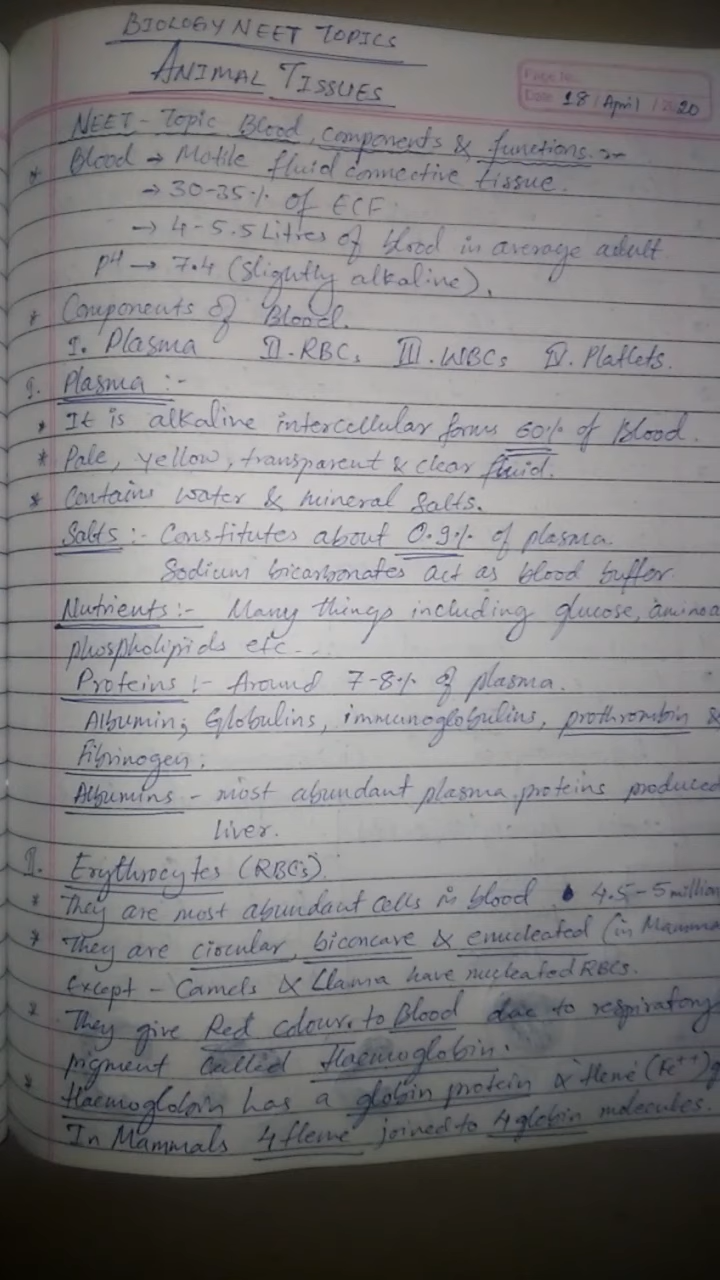 BIOLOGY NEET TOPICS
ANIMAL TISSUES
Page No.
Date 18 / April / 2020
NEET - Topic Blood, components & functions :-
* Blood → Motile fluid connective tissue.
→ 30-35% of ECF.
→ 4-5.5 Litres of blood in average adult
pH → 7.4 (slightly alkaline).
* Components of Blood.
I. Plasma II. RBCs III. WBCs IV. Platlets.
I. Plasma :-
* It is alkaline intercellular forms 60% of Blood.
* Pale, yellow, transparent & clear fluid.
* Contains water & mineral salts.
Salts :- Constitutes about 0.9% of plasma.
Sodium bicarbonates act as blood buffer.
Nutrients :- Many things including glucose, amino a
phospholipids etc...
Proteins :- Around 7-8% of plasma.
Albumin; Globulins, immunoglobulins, prothrombin &
Fibrinogen;
Albumins - most abundant plasma proteins produced
liver.
II. Erythrocytes (RBCs)
* They are most abundant cells in blood 4.5-5 million
* They are circular, biconcave & enucleated (in Mamma
Except - Camels & Llama have nucleated RBCs.
* They give Red colour to Blood due to respiratory
pigment called Haemoglobin.
* Haemoglobin has a globin protein & Heme (Fe++) g
In Mammals 4 Heme joined to 4 globin molecules.